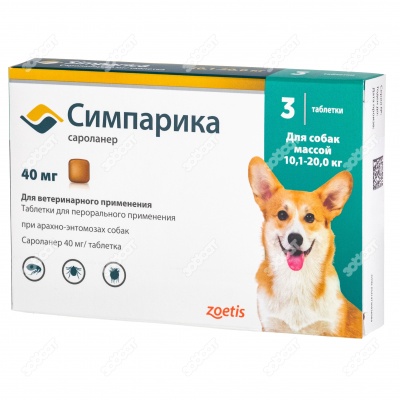 Симпарика
сароланер
40 мг
Для ветеринарного применения
Таблетки для перорального применения
при арахно-энтомозах собак
Сароланер 40 мг/ таблетка
zoetis
3 таблетки
Для собак
массой
10,1-20,0 кг